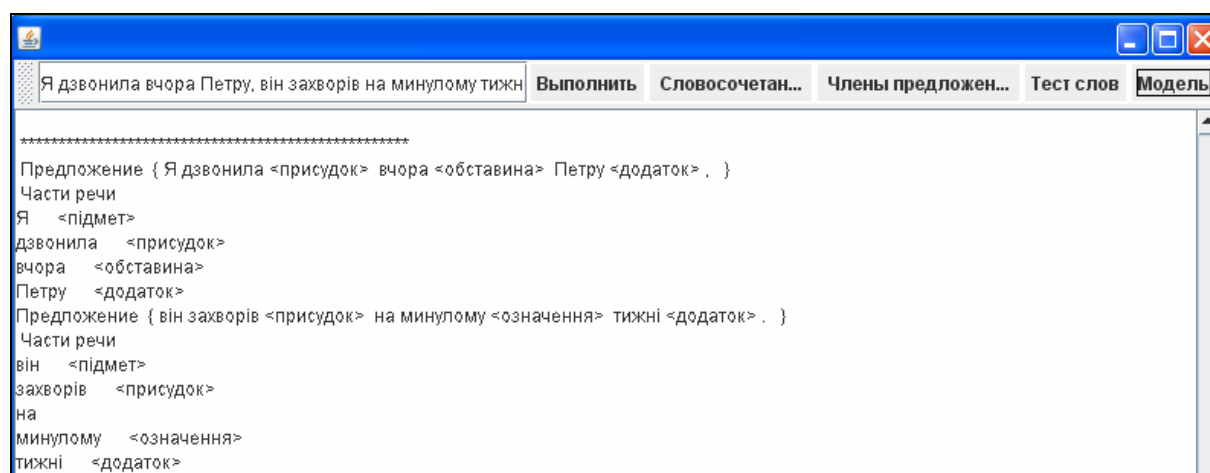 Я дзвонила вчора Петру, він захворів на минулому тижн Выполнить Словосочетан... Члены предложен... Тест слов Модель
****************************************************
Предложение { Я дзвонила <присудок> вчора <обставина> Петру <додаток> , }
Части речи
Я <підмет>
дзвонила <присудок>
вчора <обставина>
Петру <додаток>
Предложение { він захворів <присудок> на минулому <означення> тижні <додаток> . }
Части речи
він <підмет>
захворів <присудок>
на
минулому <означення>
тижні <додаток>